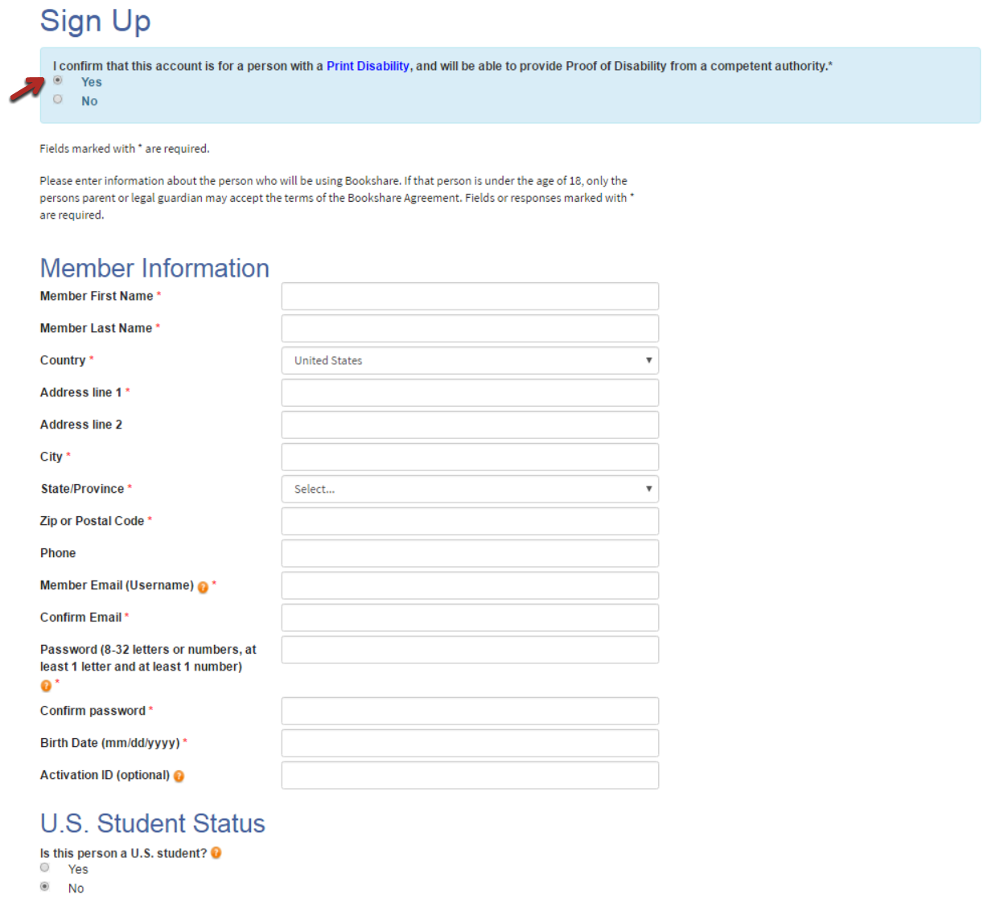 Sign Up
I confirm that this account is for a person with a Print Disability, and will be able to provide Proof of Disability from a competent authority.*
Yes
No
Fields marked with * are required.
Please enter information about the person who will be using Bookshare. If that person is under the age of 18, only the
persons parent or legal guardian may accept the terms of the Bookshare Agreement. Fields or responses marked with *
are required.
Member Information
Member First Name *
Member Last Name *
Country * United States
Address line 1 *
Address line 2
City *
State/Province * Select...
Zip or Postal Code *
Phone
Member Email (Username) ? *
Confirm Email *
Password (8-32 letters or numbers, at
least 1 letter and at least 1 number)
? *
Confirm password *
Birth Date (mm/dd/yyyy) *
Activation ID (optional) ?
U.S. Student Status
Is this person a U.S. student? ?
Yes
No